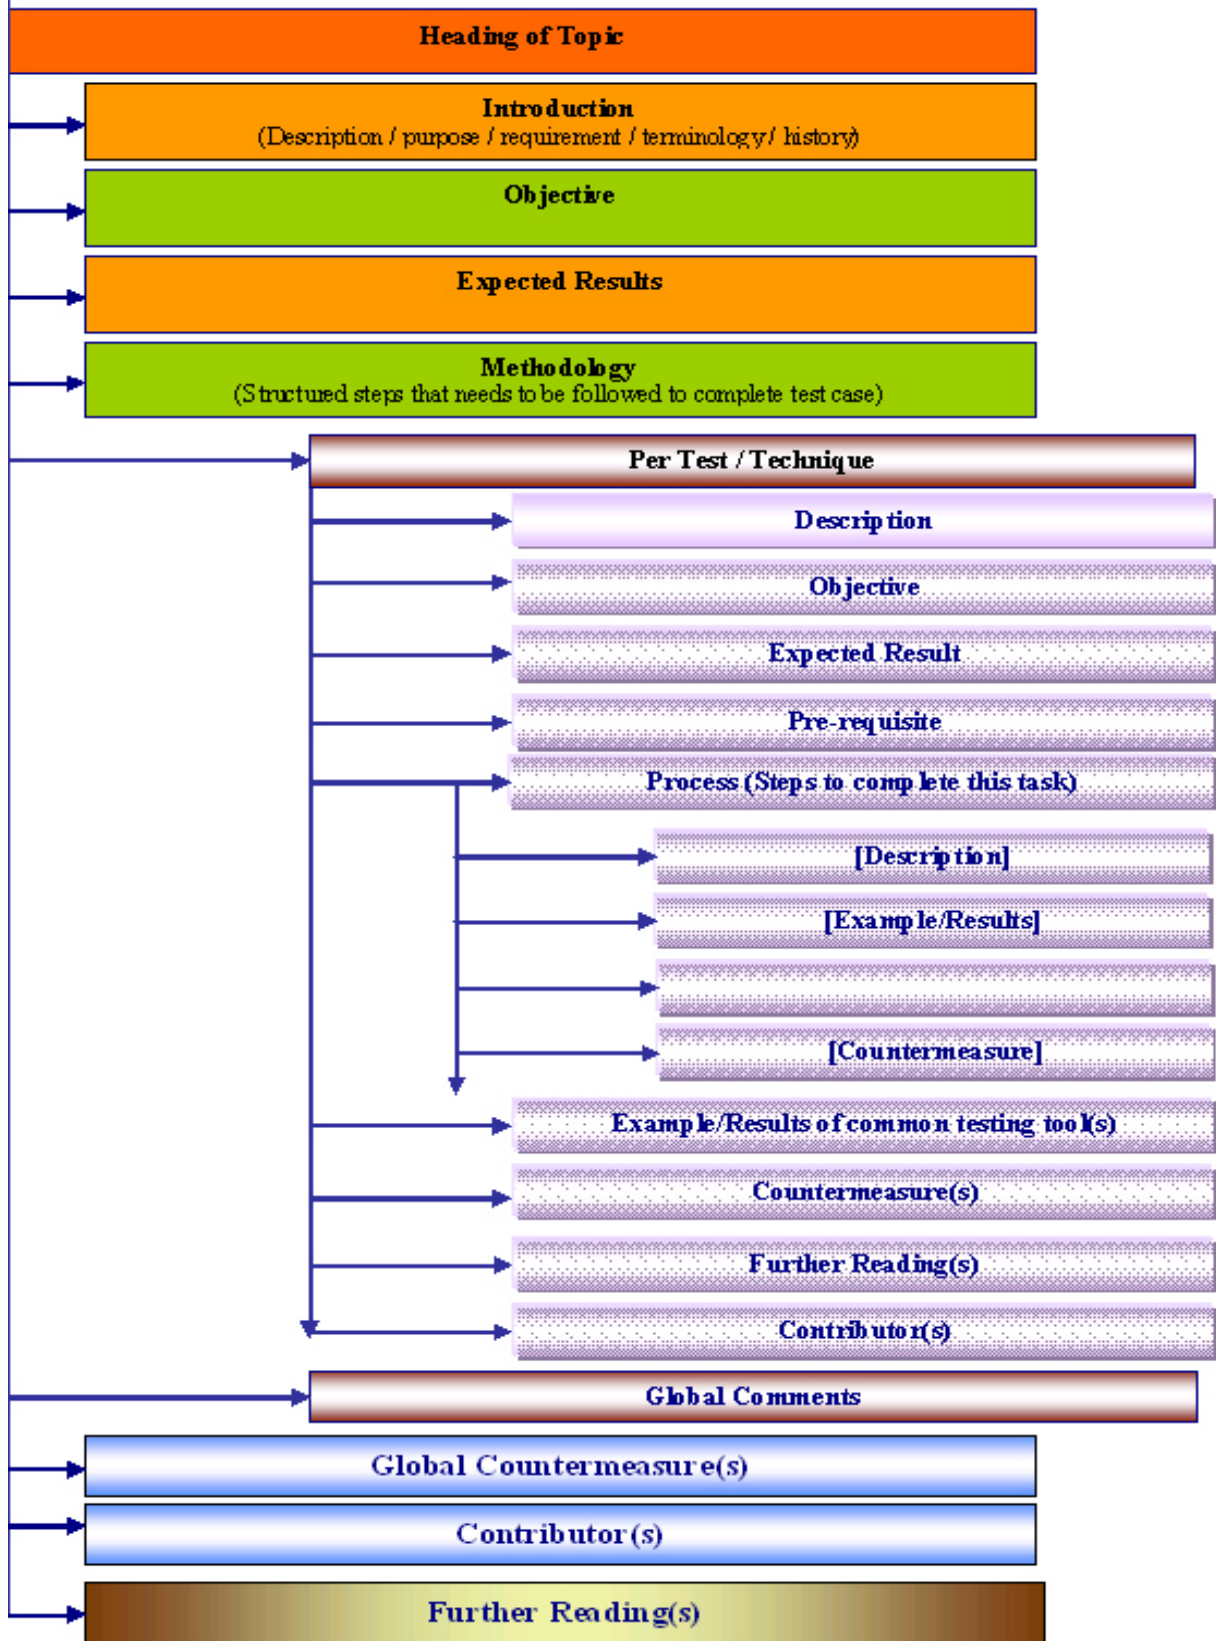 Heading of Topic
Introduction
(Description / purpose / requirement / terminology / history)
Objective
Expected Results
Methodology
(Structured steps that needs to be followed to complete test case)
Per Test / Technique
Description
Objective
Expected Result
Pre-requisite
Process (Steps to complete this task)
[Description]
[Example/Results]
[Countermeasure]
Example/Results of common testing tool(s)
Countermeasure(s)
Further Reading(s)
Contributor(s)
Global Comments
Global Countermeasure(s)
Contributor(s)
Further Reading(s)